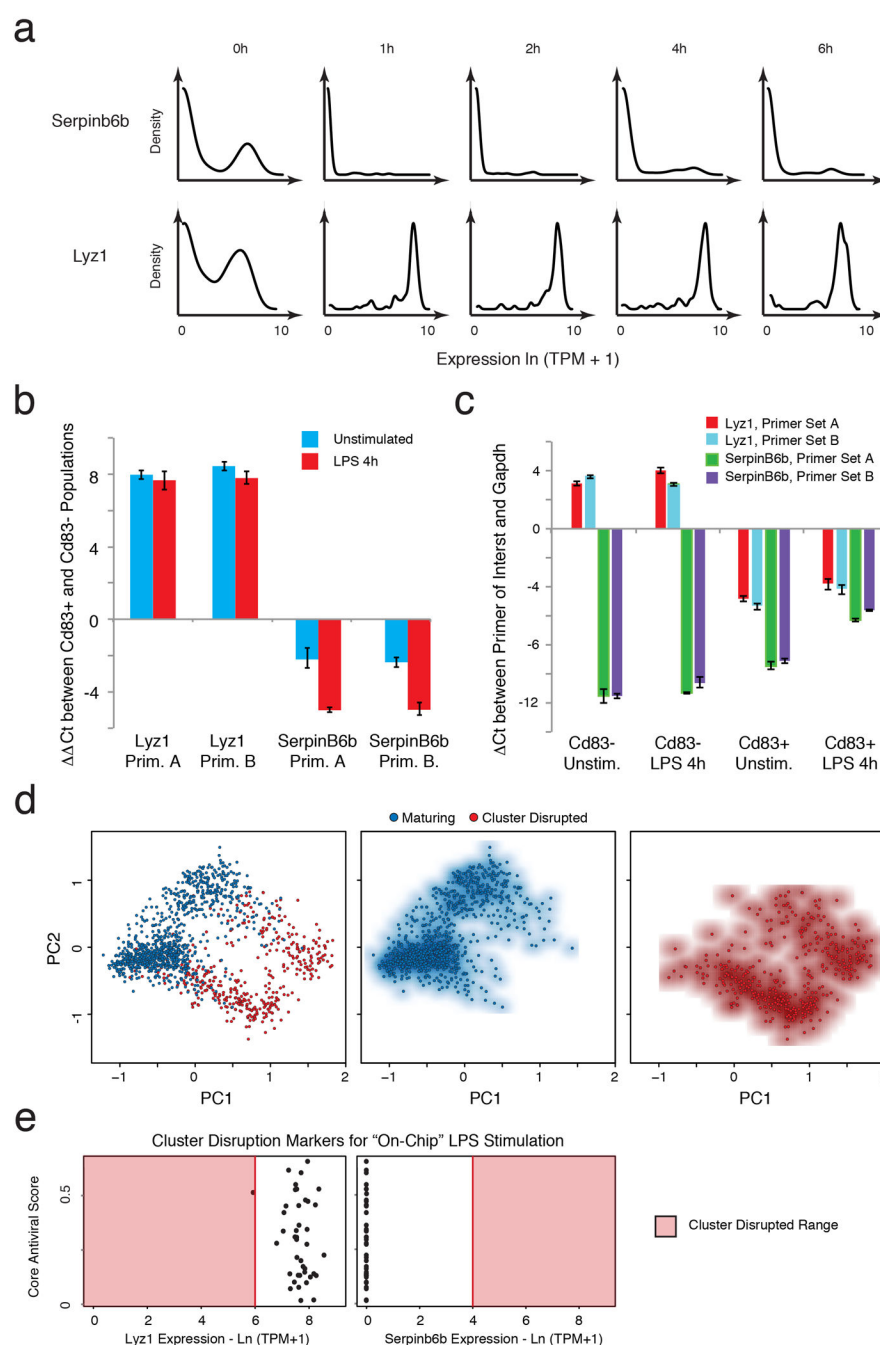 a
0h 1h 2h 4h 6h
Serpinb6b
Density
Lyz1
Density
0 10 0 10 0 10 0 10 0 10
Expression ln (TPM + 1)
b
ΔΔCt between Cd83+ and Cd83- Populations
8
4
0
-4
Unstimulated
LPS 4h
Lyz1 Lyz1 SerpinB6b SerpinB6b
Prim. A Prim. B Prim. A Prim. B.
c
ΔCt between Primer of Interst and Gapdh
4
0
-4
-6
-12
Lyz1, Primer Set A
Lyz1, Primer Set B
SerpinB6b, Primer Set A
SerpinB6b, Primer Set B
Cd83- Cd83- Cd83+ Cd83+
Unstim. LPS 4h Unstim. LPS 4h
d
Maturing Cluster Disrupted
PC2
1
0
-1
−1 0 1 2 −1 0 1 2 −1 0 1
PC1 PC1 PC1
e
Cluster Disruption Markers for “On-Chip” LPS Stimulation
Core Antiviral Score
0.5
0
0 2 4 6 8 0 2 4 6 8
Lyz1 Expression - Ln (TPM+1) Serpinb6b Expression - Ln (TPM+1)
Cluster Disrupted Range